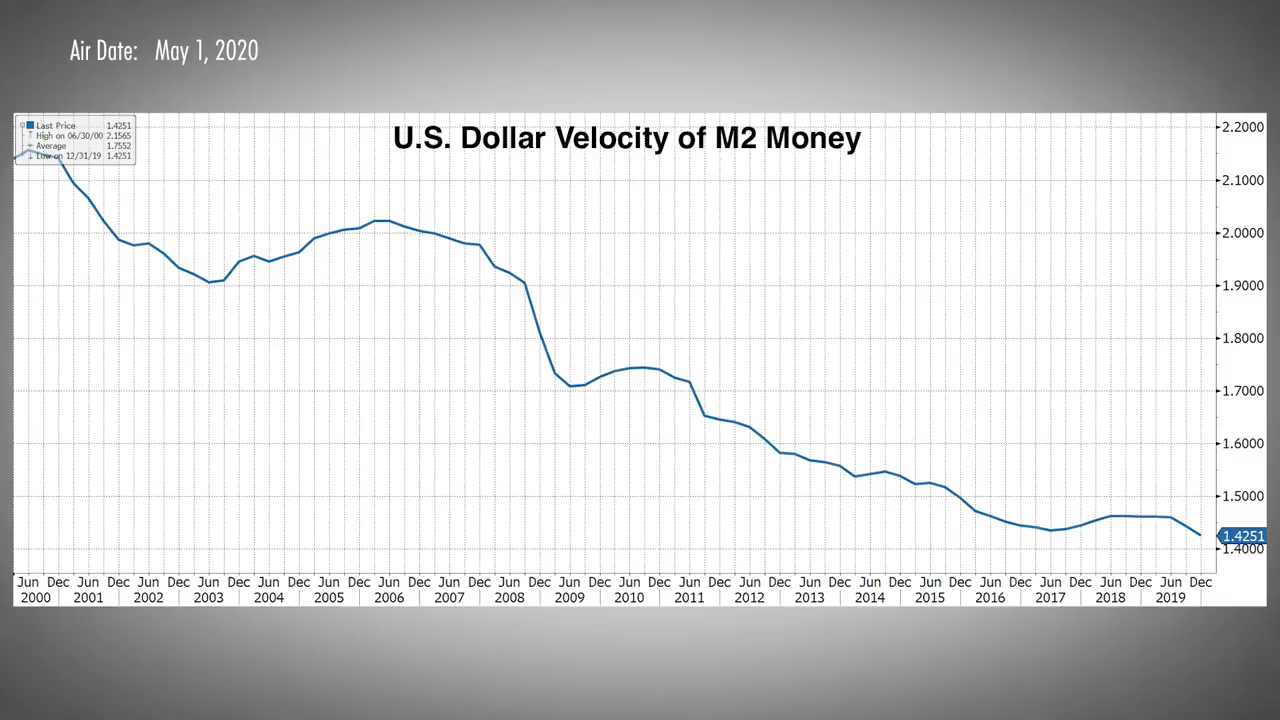 Air Date: May 1, 2020
U.S. Dollar Velocity of M2 Money
Last Price 1.4251
High on 06/30/00 2.1565
Average 1.7552
Low on 12/31/19 1.4251
2.2000
2.1000
2.0000
1.9000
1.8000
1.7000
1.6000
1.5000
1.4251
1.4000
Jun Dec Jun Dec Jun Dec Jun Dec Jun Dec Jun Dec Jun Dec Jun Dec Jun Dec Jun Dec Jun Dec Jun Dec Jun Dec Jun Dec Jun Dec Jun Dec Jun Dec Jun Dec Jun Dec Jun Dec
2000 2001 2002 2003 2004 2005 2006 2007 2008 2009 2010 2011 2012 2013 2014 2015 2016 2017 2018 2019